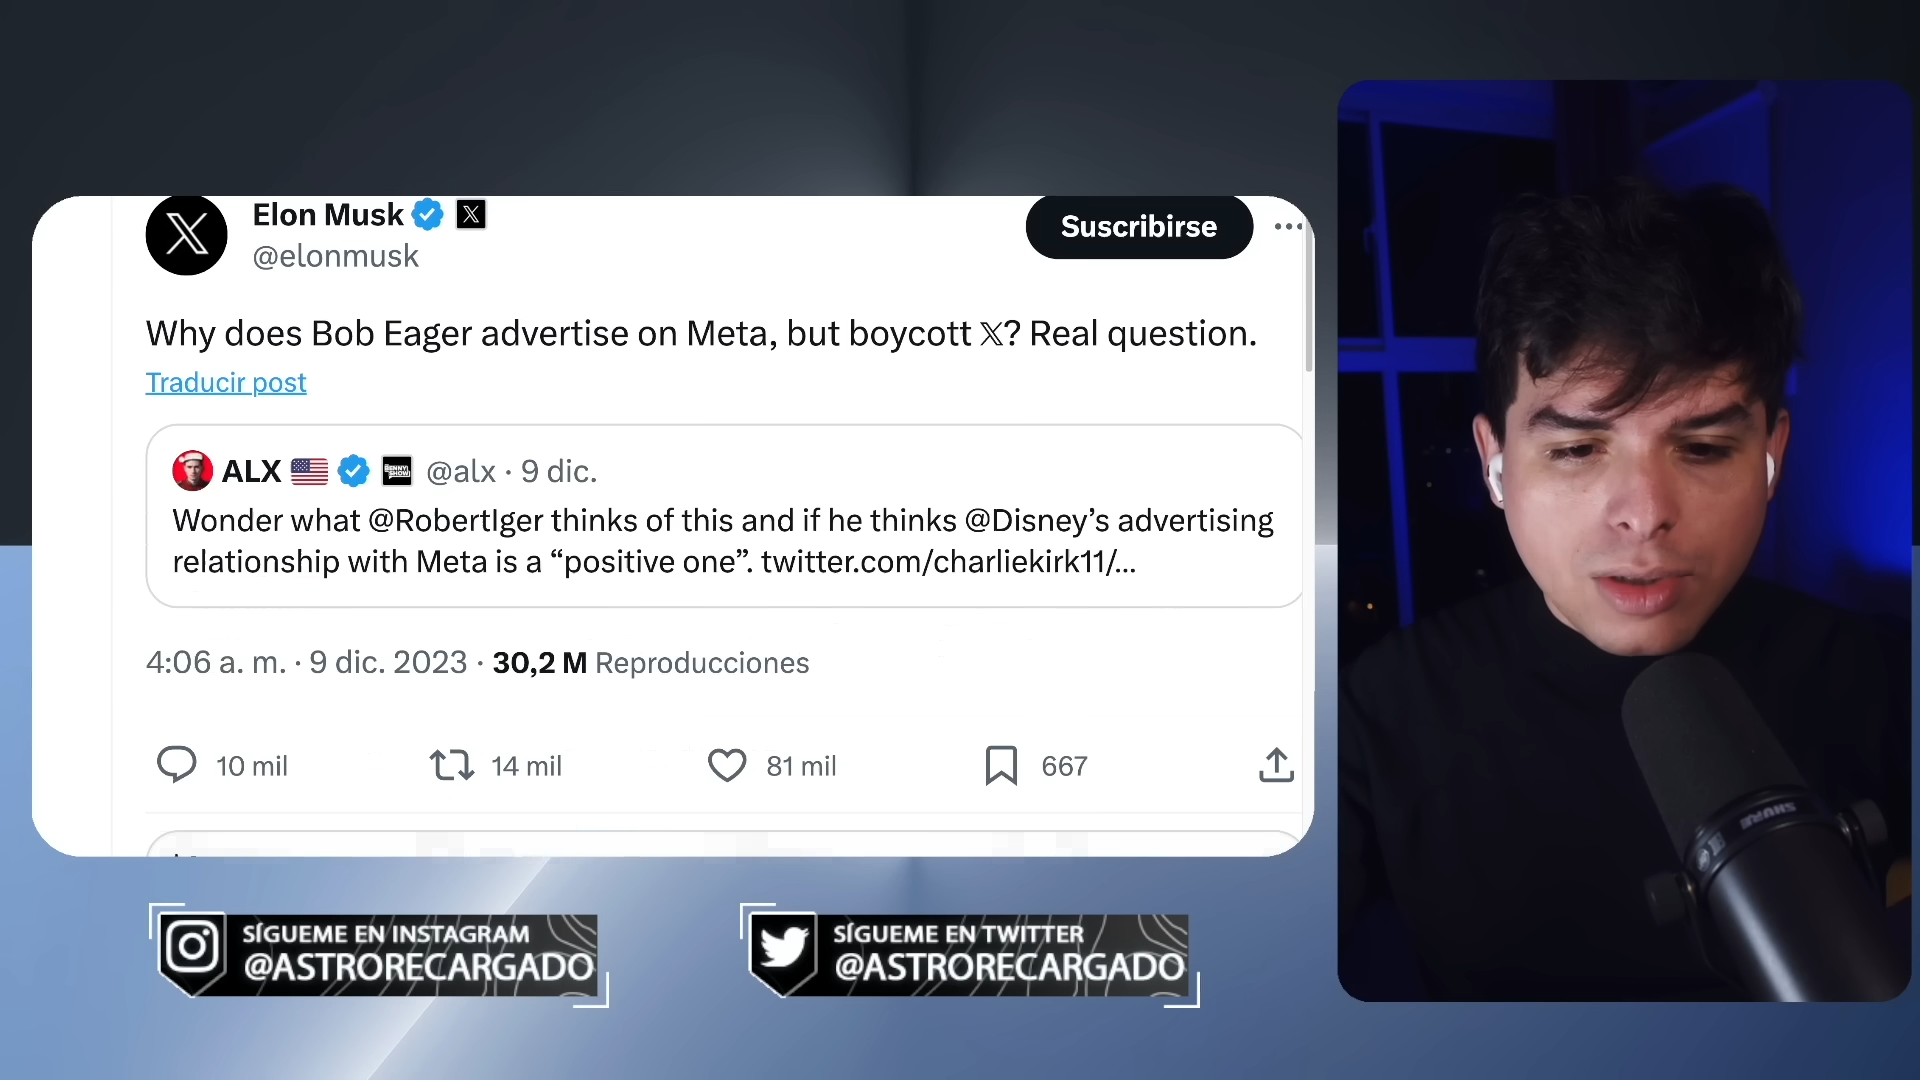 Elon Musk
@elonmusk
Suscribirse
Why does Bob Eager advertise on Meta, but boycott 𝕏? Real question.
Traducir post
ALX @alx · 9 dic.
Wonder what @RobertIger thinks of this and if he thinks @Disney’s advertising
relationship with Meta is a “positive one”. twitter.com/charliekirk11/...
4:06 a. m. · 9 dic. 2023 · 30,2 M Reproducciones
10 mil 14 mil 81 mil 667
SÍGUEME EN INSTAGRAM
@ASTRORECARGADO
SÍGUEME EN TWITTER
@ASTRORECARGADO
SHURE